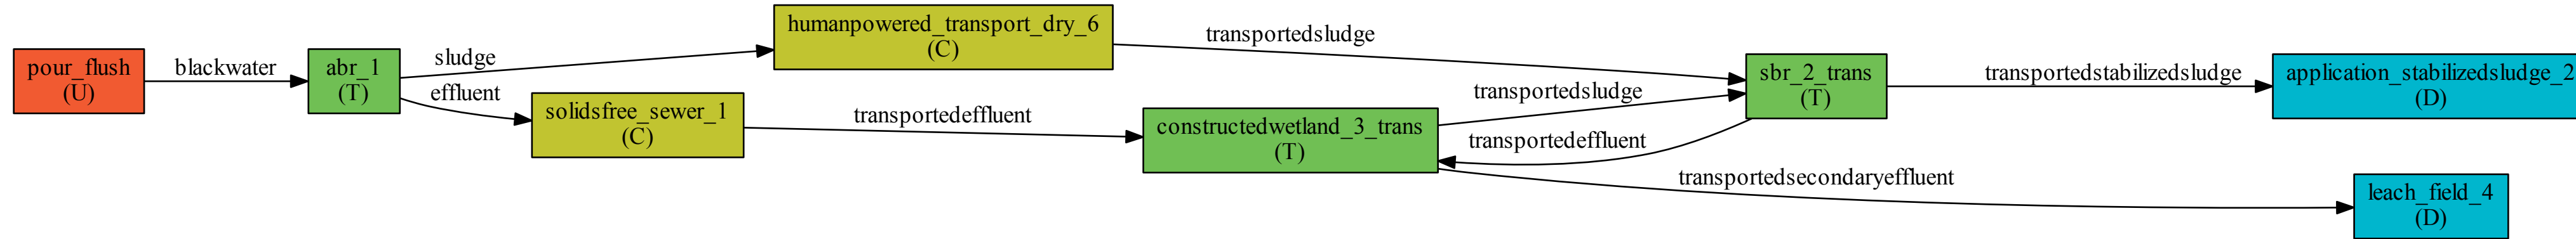 pour_flush
(U)
blackwater
abr_1
(T)
sludge
effluent
humanpowered_transport_dry_6
(C)
solidsfree_sewer_1
(C)
transportedsludge
transportedeffluent
constructedwetland_3_trans
(T)
transportedsludge
transportedeffluent
sbr_2_trans
(T)
transportedstabilizedsludge
transportedsecondaryeffluent
application_stabilizedsludge_2
(D)
leach_field_4
(D)